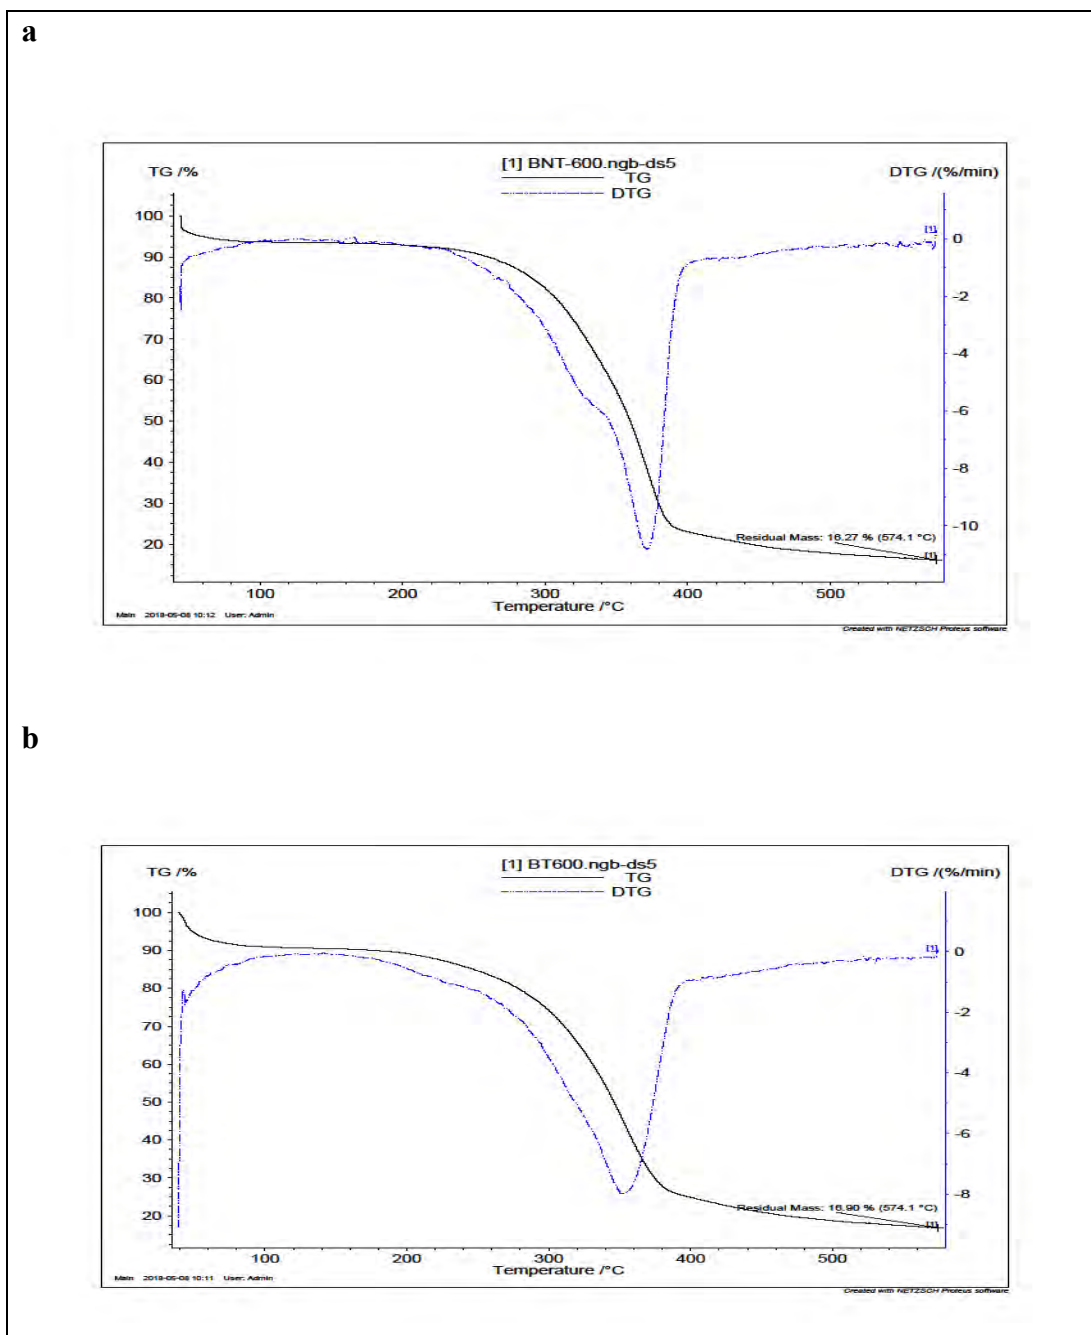 a
[1] BNT-600.ngb-ds5
TG /%
TG
DTG
DTG /(%/min)
100
90
80
70
60
50
40
30
20
[1]
0
-2
-4
-6
-8
-10
Residual Mass: 16.27 % (574.1 °C)
[1]
100 200 300 400 500
Temperature /°C
Main 2018-05-08 10:12 User: Admin
Created with NETZSCH Proteus software
b
[1] BT600.ngb-ds5
TG /%
TG
DTG
DTG /(%/min)
100
90
80
70
60
50
40
30
20
[1]
0
-2
-4
-6
-8
Residual Mass: 16.90 % (574.1 °C)
[1]
100 200 300 400 500
Temperature /°C
Main 2018-05-08 10:11 User: Admin
Created with NETZSCH Proteus software